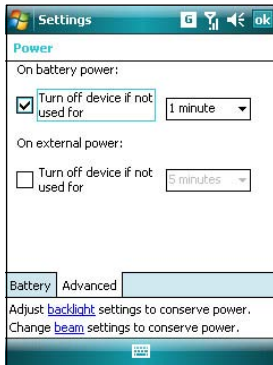 Settings
G
ok
Power
On battery power:
Turn off device if not
used for
1 minute
On external power:
Turn off device if not
used for
5 minutes
Battery Advanced
Adjust backlight settings to conserve power.
Change beam settings to conserve power.